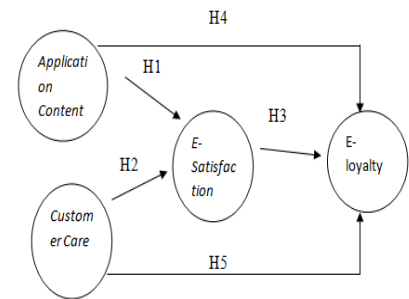 H4
Applicati
on
Content
H1
H3
E-
Satisfac
tion
E-
loyalty
H2
Custom
er Care
H5